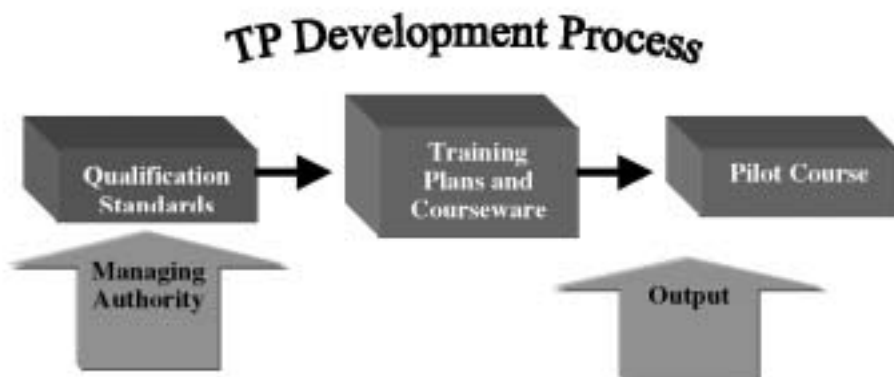 TP Development Process
Qualification
Standards
Training
Plans and
Courseware
Pilot Course
Managing
Authority
Output